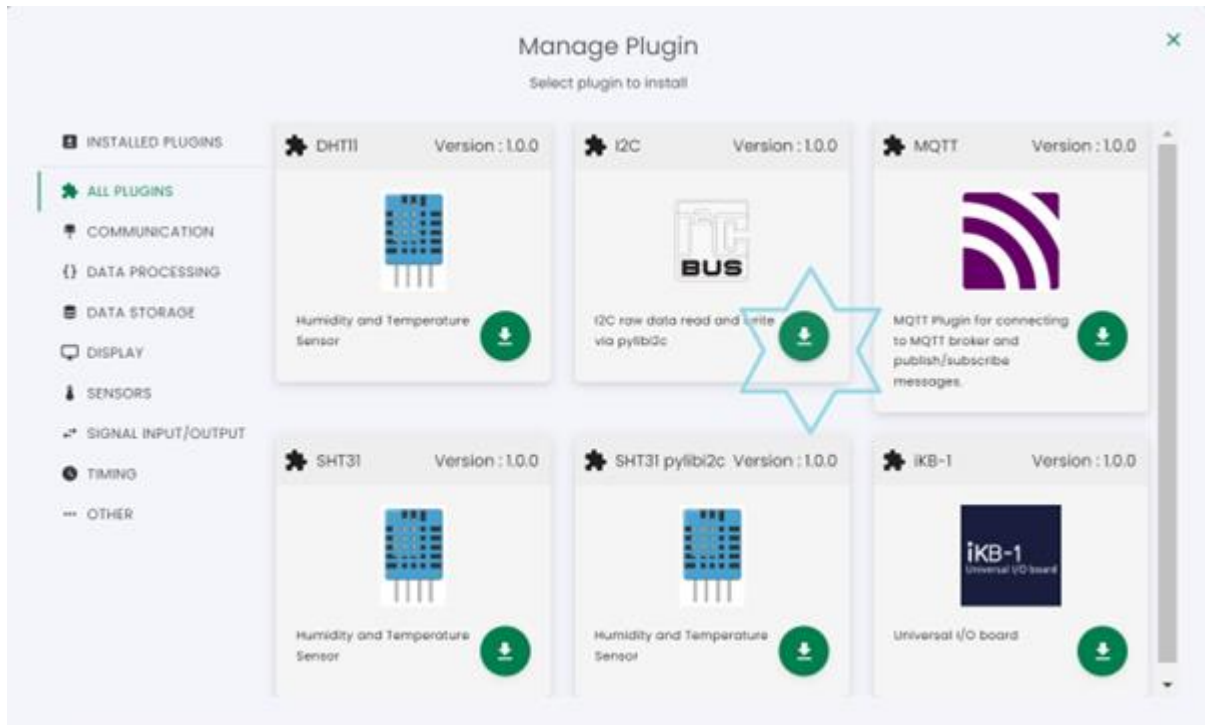 Manage Plugin
Select plugin to install
INSTALLED PLUGINS
ALL PLUGINS
COMMUNICATION
DATA PROCESSING
DATA STORAGE
DISPLAY
SENSORS
SIGNAL INPUT/OUTPUT
TIMING
OTHER
DHT11 Version : 1.0.0
Humidity and Temperature
Sensor
I2C Version : 1.0.0
I2C
BUS
I2C raw data read and write
via pylibi2c
MQTT Version : 1.0.0
MQTT Plugin for connecting
to MQTT broker and
publish/subscribe
messages.
SHT31 Version : 1.0.0
Humidity and Temperature
Sensor
SHT31 pylibi2c Version : 1.0.0
Humidity and Temperature
Sensor
iKB-1 Version : 1.0.0
iKB-1
Universal I/O board
Universal I/O board